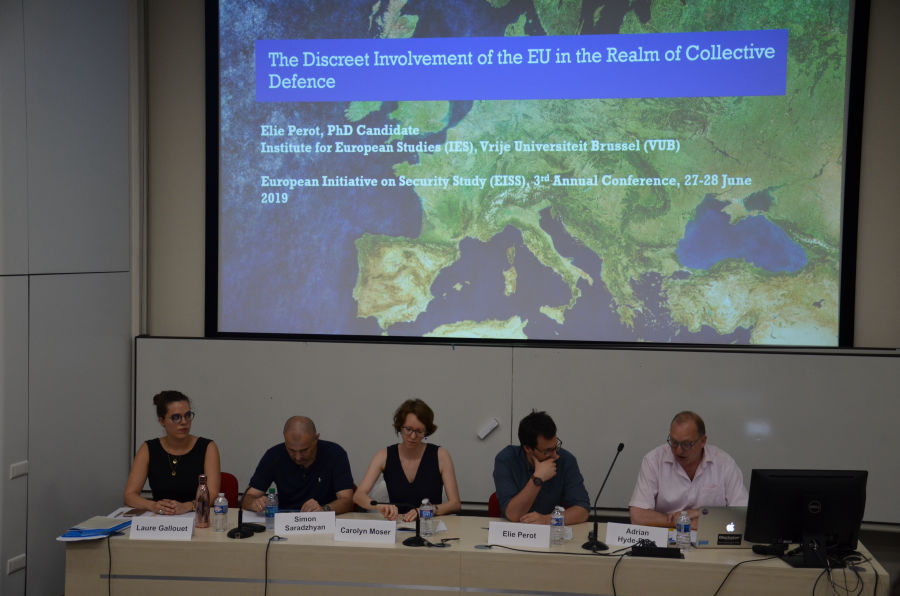 The Discreet Involvement of the EU in the Realm of Collective
Defence
Elie Perot, PhD Candidate
Institute for European Studies (IES), Vrije Universiteit Brussel (VUB)
European Initiative on Security Study (EISS), 3rd Annual Conference, 27-28 June
2019
Laure Gallouet
Simon
Saradzhyan
Carolyn Moser
Elie Perot
Adrian
DELL